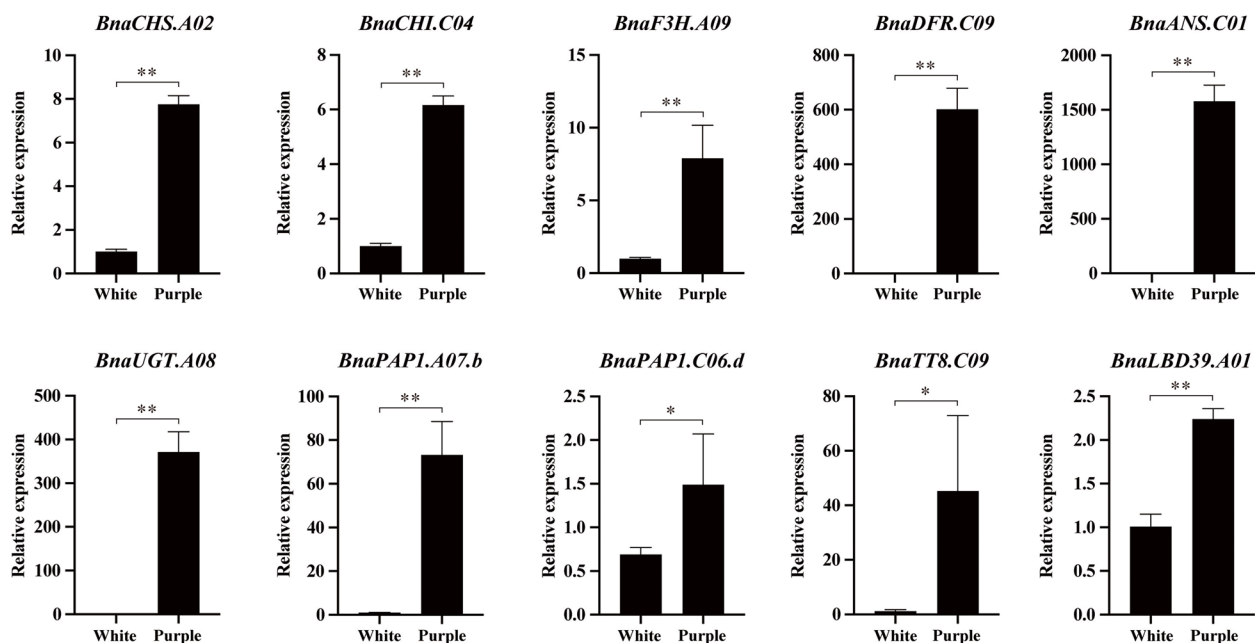 BnaCHS.A02
10
8
6
4
2
0
Relative expression
**
White Purple
BnaCHI.C04
8
6
4
2
0
Relative expression
**
White Purple
BnaF3H.A09
15
10
5
0
Relative expression
**
White Purple
BnaDFR.C09
800
600
400
200
0
Relative expression
**
White Purple
BnaANS.C01
2000
1500
1000
500
0
Relative expression
**
White Purple
BnaUGT.A08
500
400
300
200
100
0
Relative expression
**
White Purple
BnaPAP1.A07.b
100
80
60
40
20
0
Relative expression
**
White Purple
BnaPAP1.C06.d
2.5
2.0
1.5
1.0
0.5
0.0
Relative expression
*
White Purple
BnaTT8.C09
80
60
40
20
0
Relative expression
*
White Purple
BnaLBD39.A01
2.5
2.0
1.5
1.0
0.5
0.0
Relative expression
**
White Purple